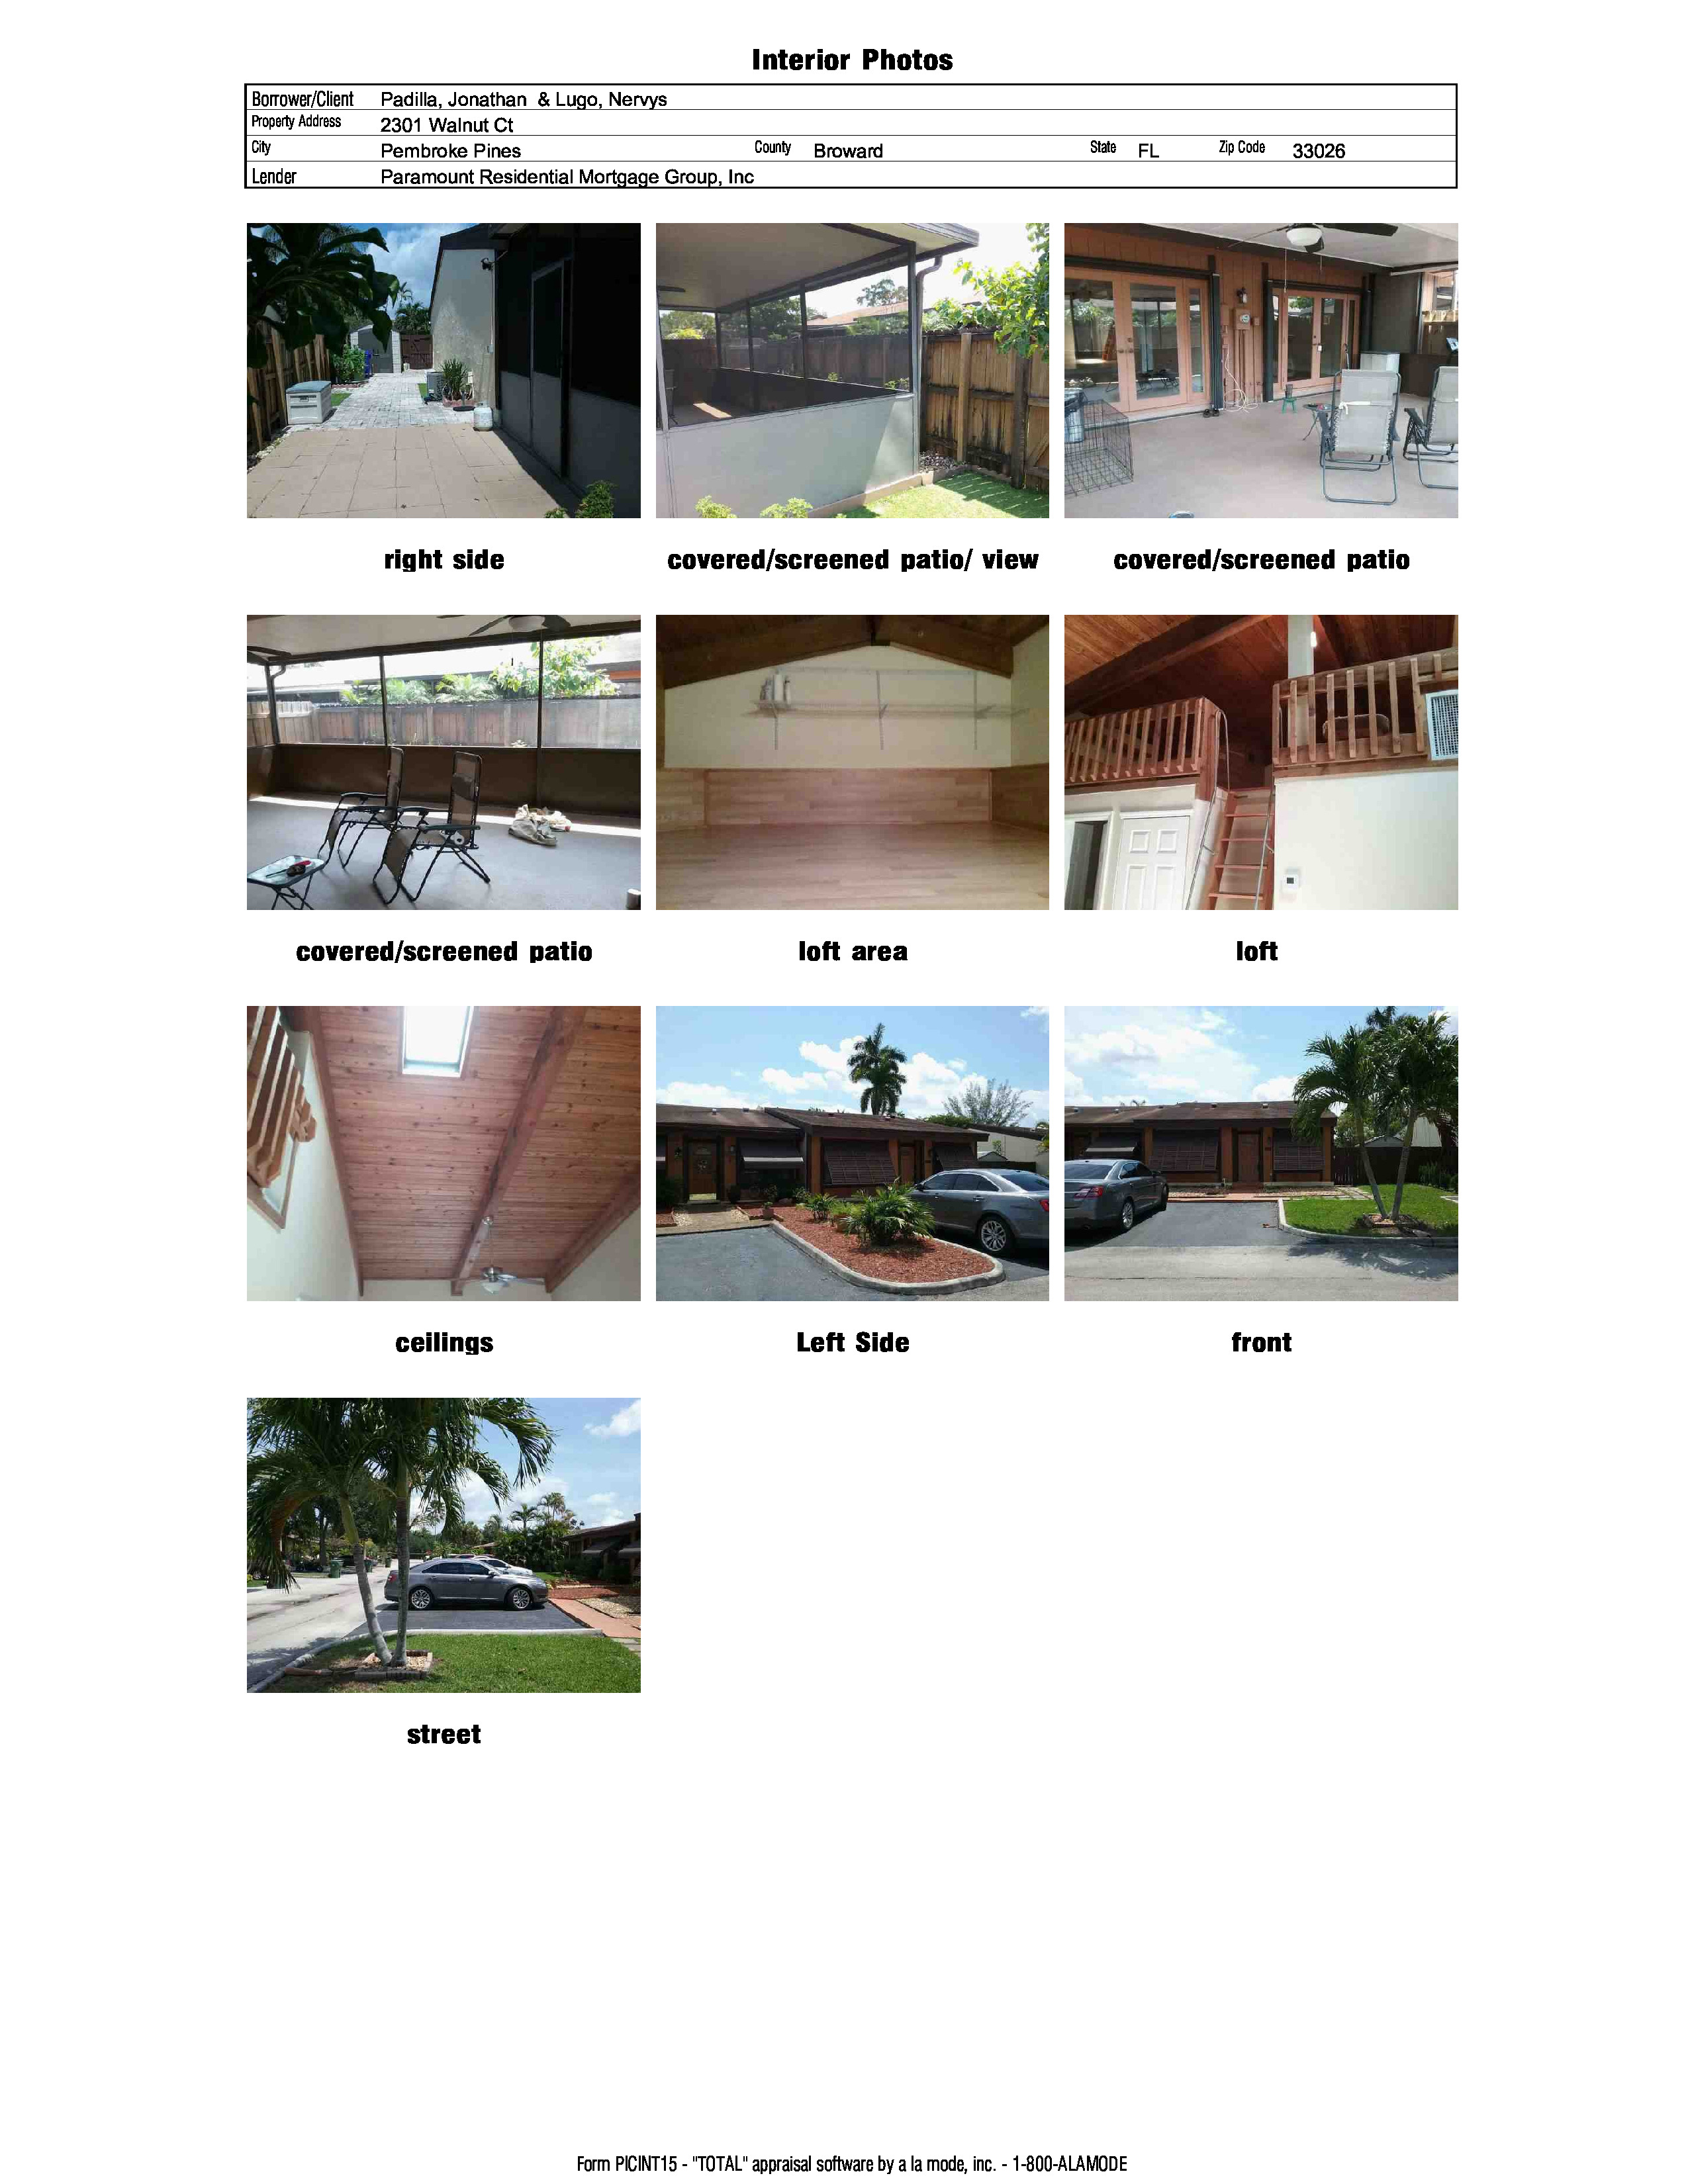 Interior Photos
Borrower/Client Padilla, Jonathan & Lugo, Nervys
Property Address 2301 Walnut Ct
City Pembroke Pines County Broward State FL Zip Code 33026
Lender Paramount Residential Mortgage Group, Inc
right side covered/screened patio/ view covered/screened patio
covered/screened patio loft area loft
ceilings Left Side front
street
Form PICINT15 - "TOTAL" appraisal software by a la mode, inc. - 1-800-ALAMODE